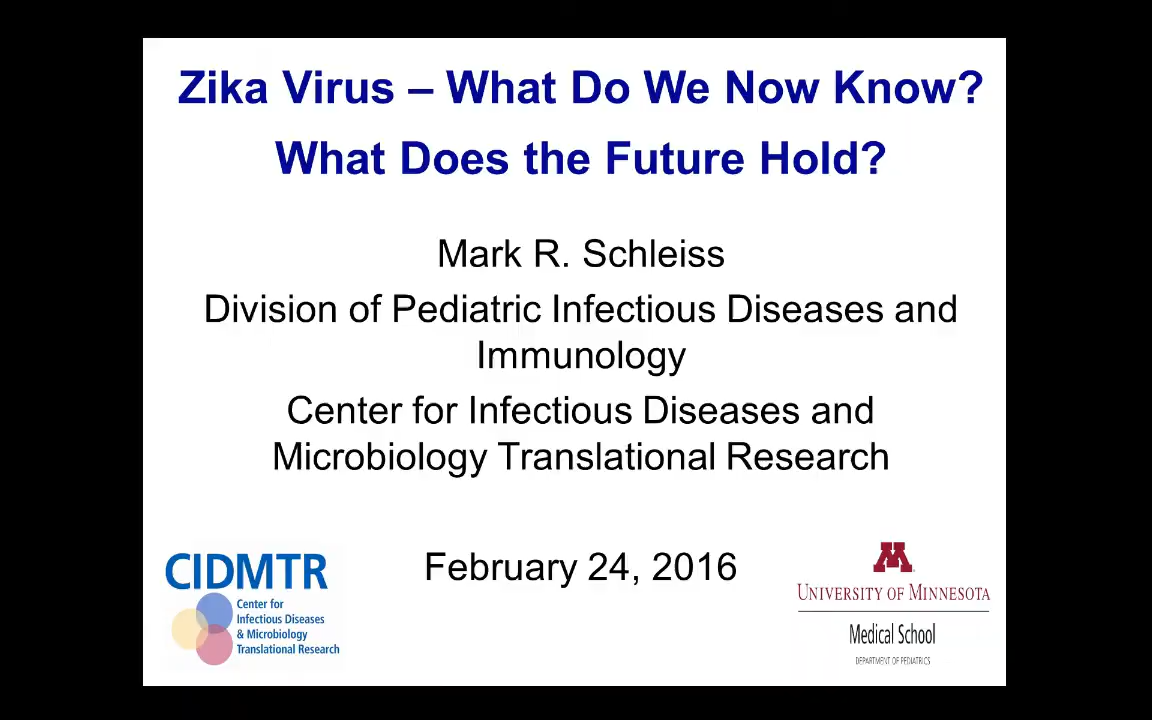 Zika Virus – What Do We Now Know?
What Does the Future Hold?
Mark R. Schleiss
Division of Pediatric Infectious Diseases and
Immunology
Center for Infectious Diseases and
Microbiology Translational Research
February 24, 2016
CIDMTR
Center for
Infectious Diseases
& Microbiology
Translational Research
M
UNIVERSITY OF MINNESOTA
Medical School
DEPARTMENT OF PEDIATRICS